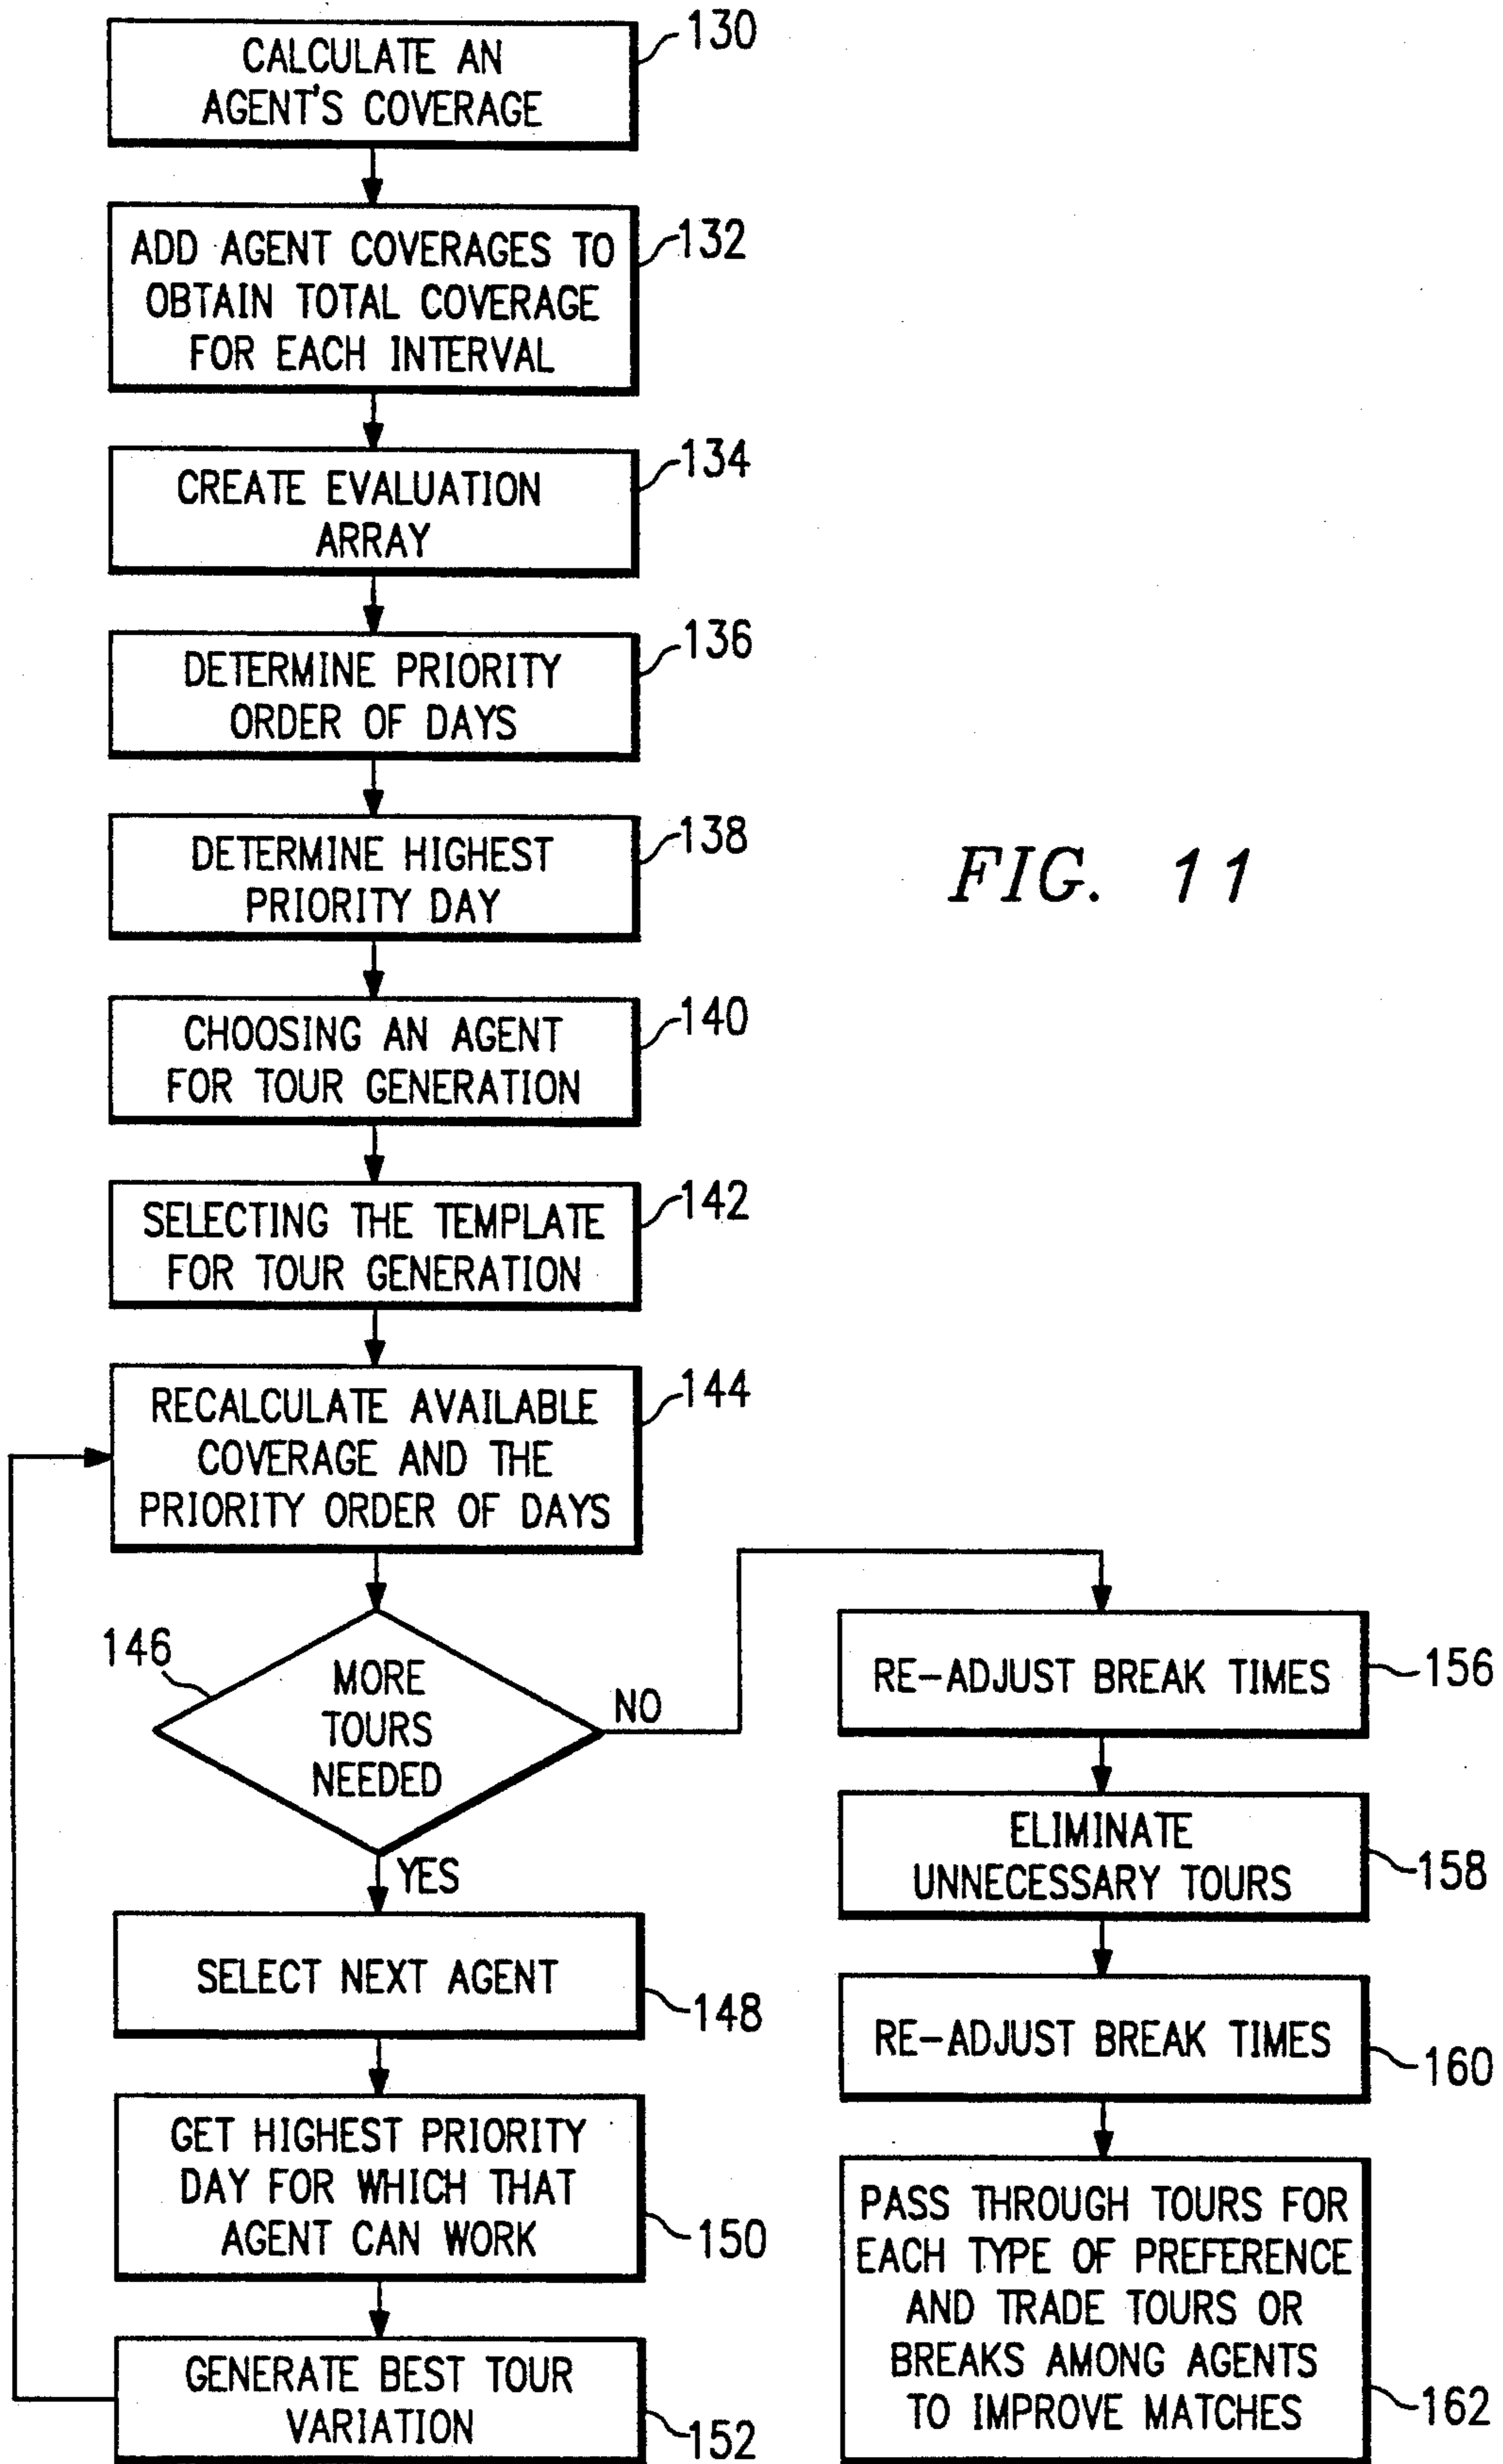 CALCULATE AN
AGENT'S COVERAGE
130
ADD AGENT COVERAGES TO
OBTAIN TOTAL COVERAGE
FOR EACH INTERVAL
132
CREATE EVALUATION
ARRAY
134
DETERMINE PRIORITY
ORDER OF DAYS
136
DETERMINE HIGHEST
PRIORITY DAY
138
FIG. 11
CHOOSING AN AGENT
FOR TOUR GENERATION
140
SELECTING THE TEMPLATE
FOR TOUR GENERATION
142
RECALCULATE AVAILABLE
COVERAGE AND THE
PRIORITY ORDER OF DAYS
144
146
MORE
TOURS
NEEDED
NO
YES
SELECT NEXT AGENT
148
GET HIGHEST PRIORITY
DAY FOR WHICH THAT
AGENT CAN WORK
150
GENERATE BEST TOUR
VARIATION
152
RE-ADJUST BREAK TIMES
156
ELIMINATE
UNNECESSARY TOURS
158
RE-ADJUST BREAK TIMES
160
PASS THROUGH TOURS FOR
EACH TYPE OF PREFERENCE
AND TRADE TOURS OR
BREAKS AMONG AGENTS
TO IMPROVE MATCHES
162